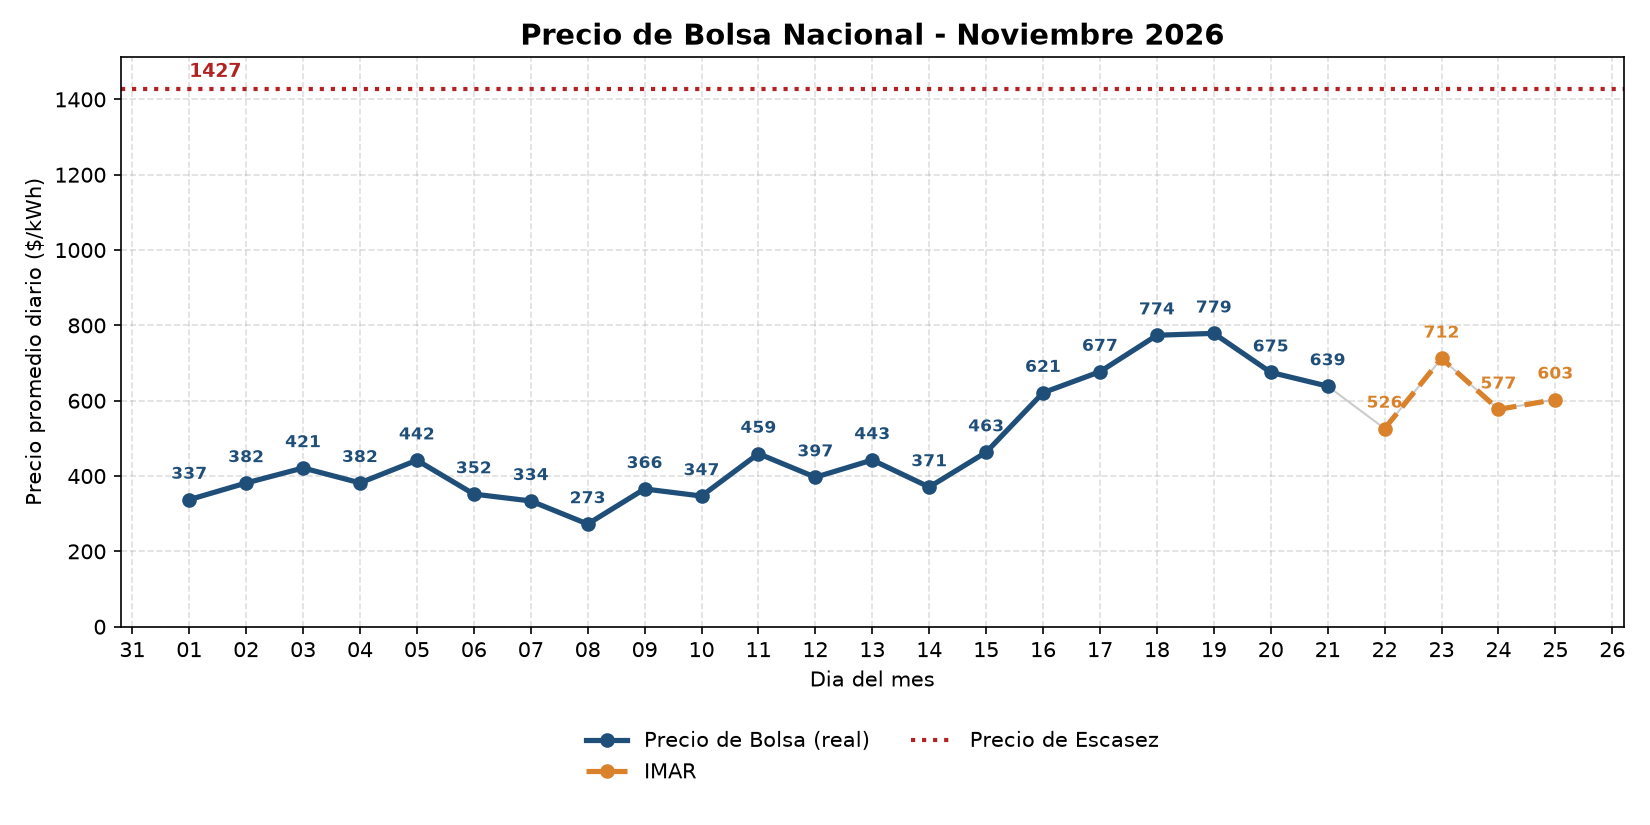 Precio de Bolsa Nacional - Noviembre 2026
1427
Precio promedio diario ($/kWh)
1400
1200
1000
800
600
400
200
0
337 382 421 382 442 352 334 273 366 347 459 397 443 371 463 621 677 774 779 675 639 526 712 577 603
31 01 02 03 04 05 06 07 08 09 10 11 12 13 14 15 16 17 18 19 20 21 22 23 24 25 26
Dia del mes
Precio de Bolsa (real) Precio de Escasez
IMAR